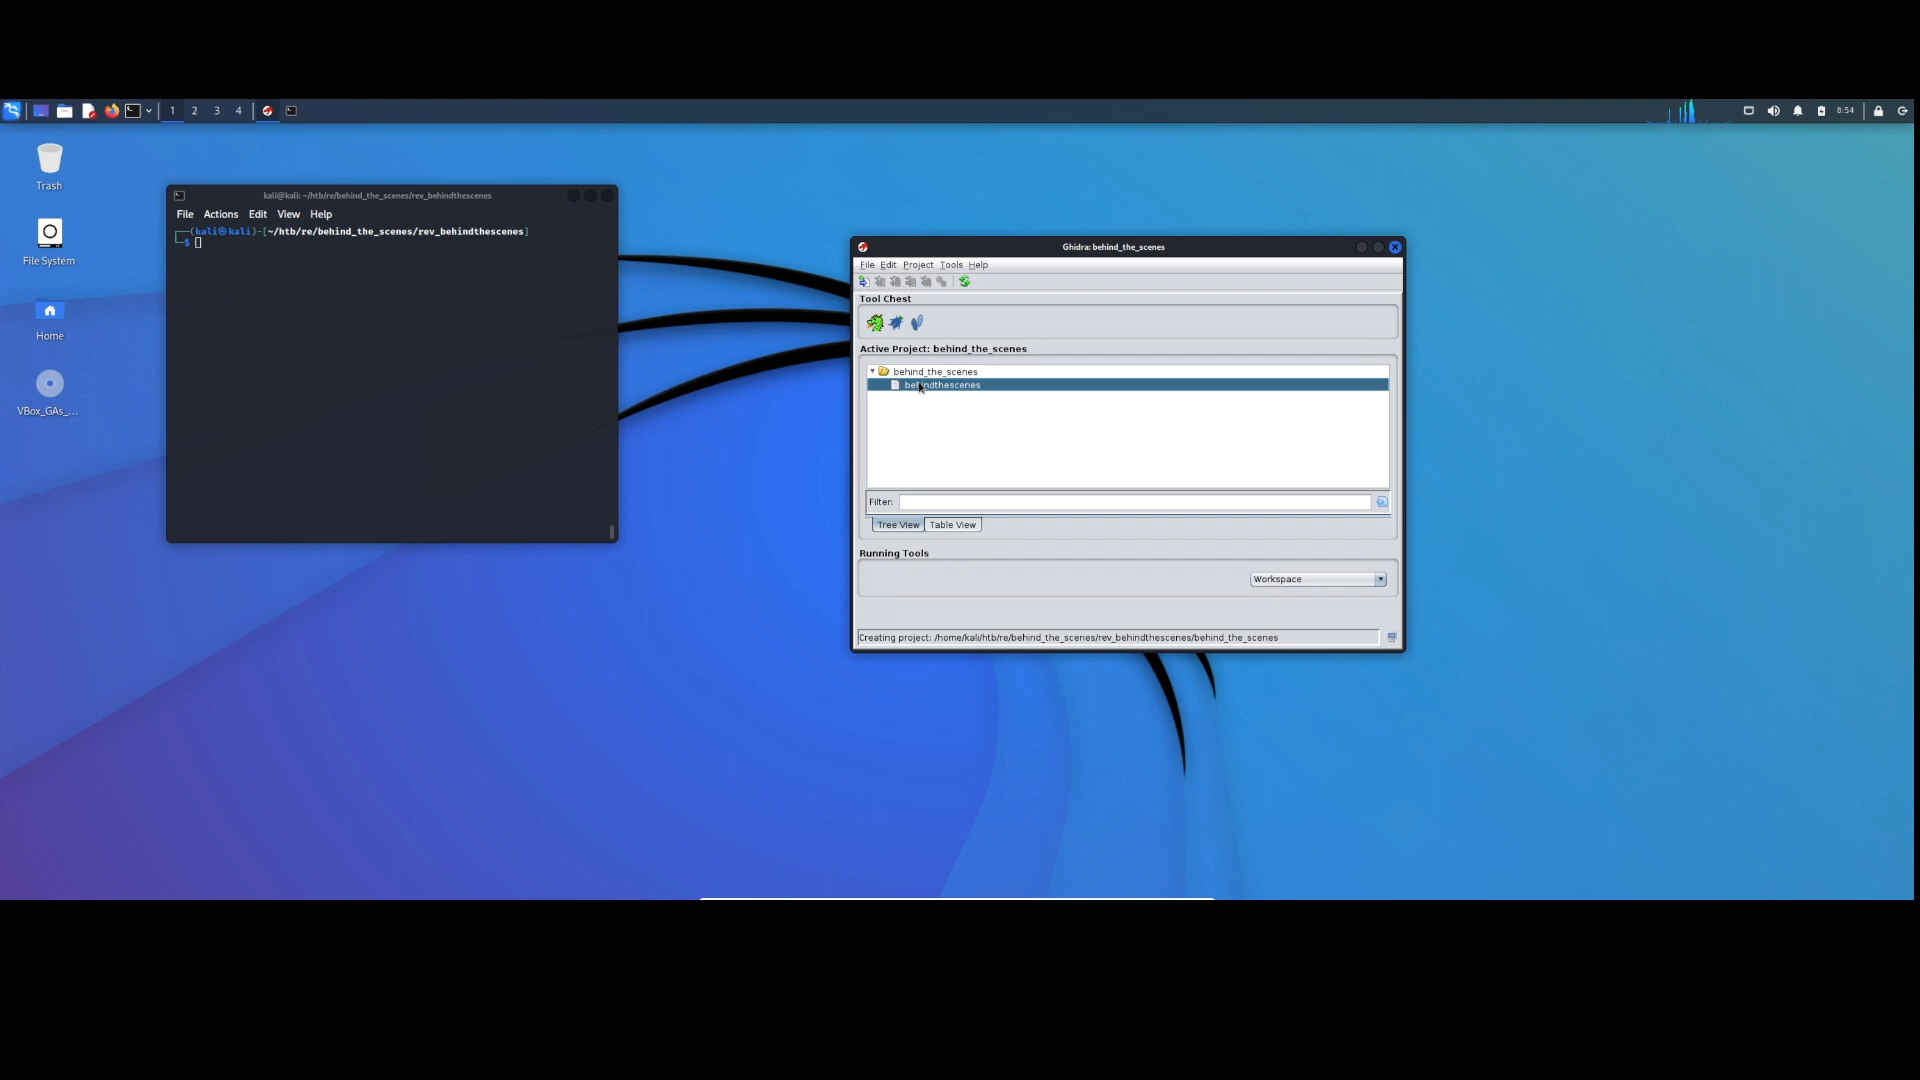 1 2 3 4
8:54
Trash
File System
Home
VBox_GAs_...
kali@kali: ~/htb/re/behind_the_scenes/rev_behindthescenes
File Actions Edit View Help
(kali㉿kali)-[~/htb/re/behind_the_scenes/rev_behindthescenes]
$
Ghidra: behind_the_scenes
File Edit Project Tools Help
Tool Chest
Active Project: behind_the_scenes
behind_the_scenes
behindthescenes
Filter:
Tree View Table View
Running Tools
Workspace
Creating project: /home/kali/htb/re/behind_the_scenes/rev_behindthescenes/behind_the_scenes